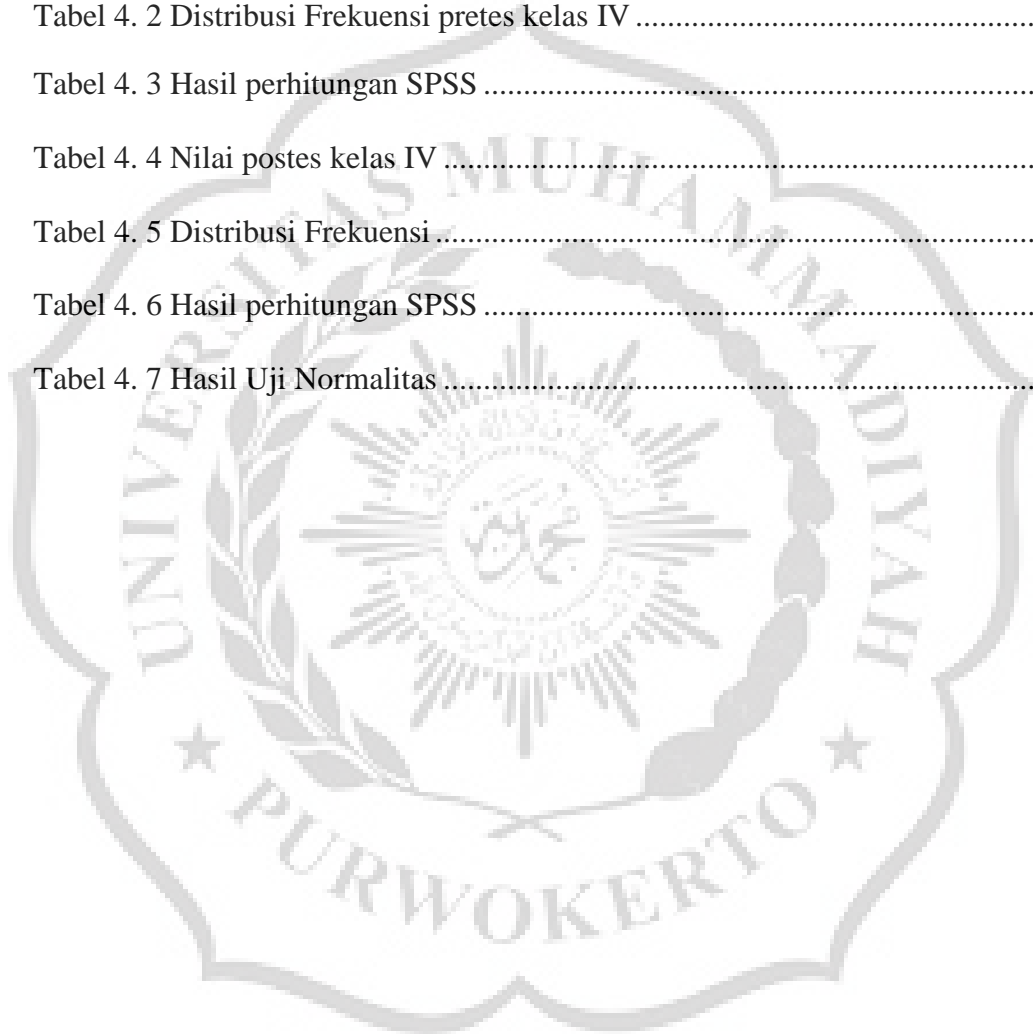 Tabel 4. 2 Distribusi Frekuensi pretes kelas IV ..................................................
Tabel 4. 3 Hasil perhitungan SPSS .....................................................................
Tabel 4. 4 Nilai postes kelas IV ..........................................................................
Tabel 4. 5 Distribusi Frekuensi ...........................................................................
Tabel 4. 6 Hasil perhitungan SPSS .....................................................................
Tabel 4. 7 Hasil Uji Normalitas ..........................................................................
UNIVERSITAS MUHAMMADIYAH
PURWOKERTO